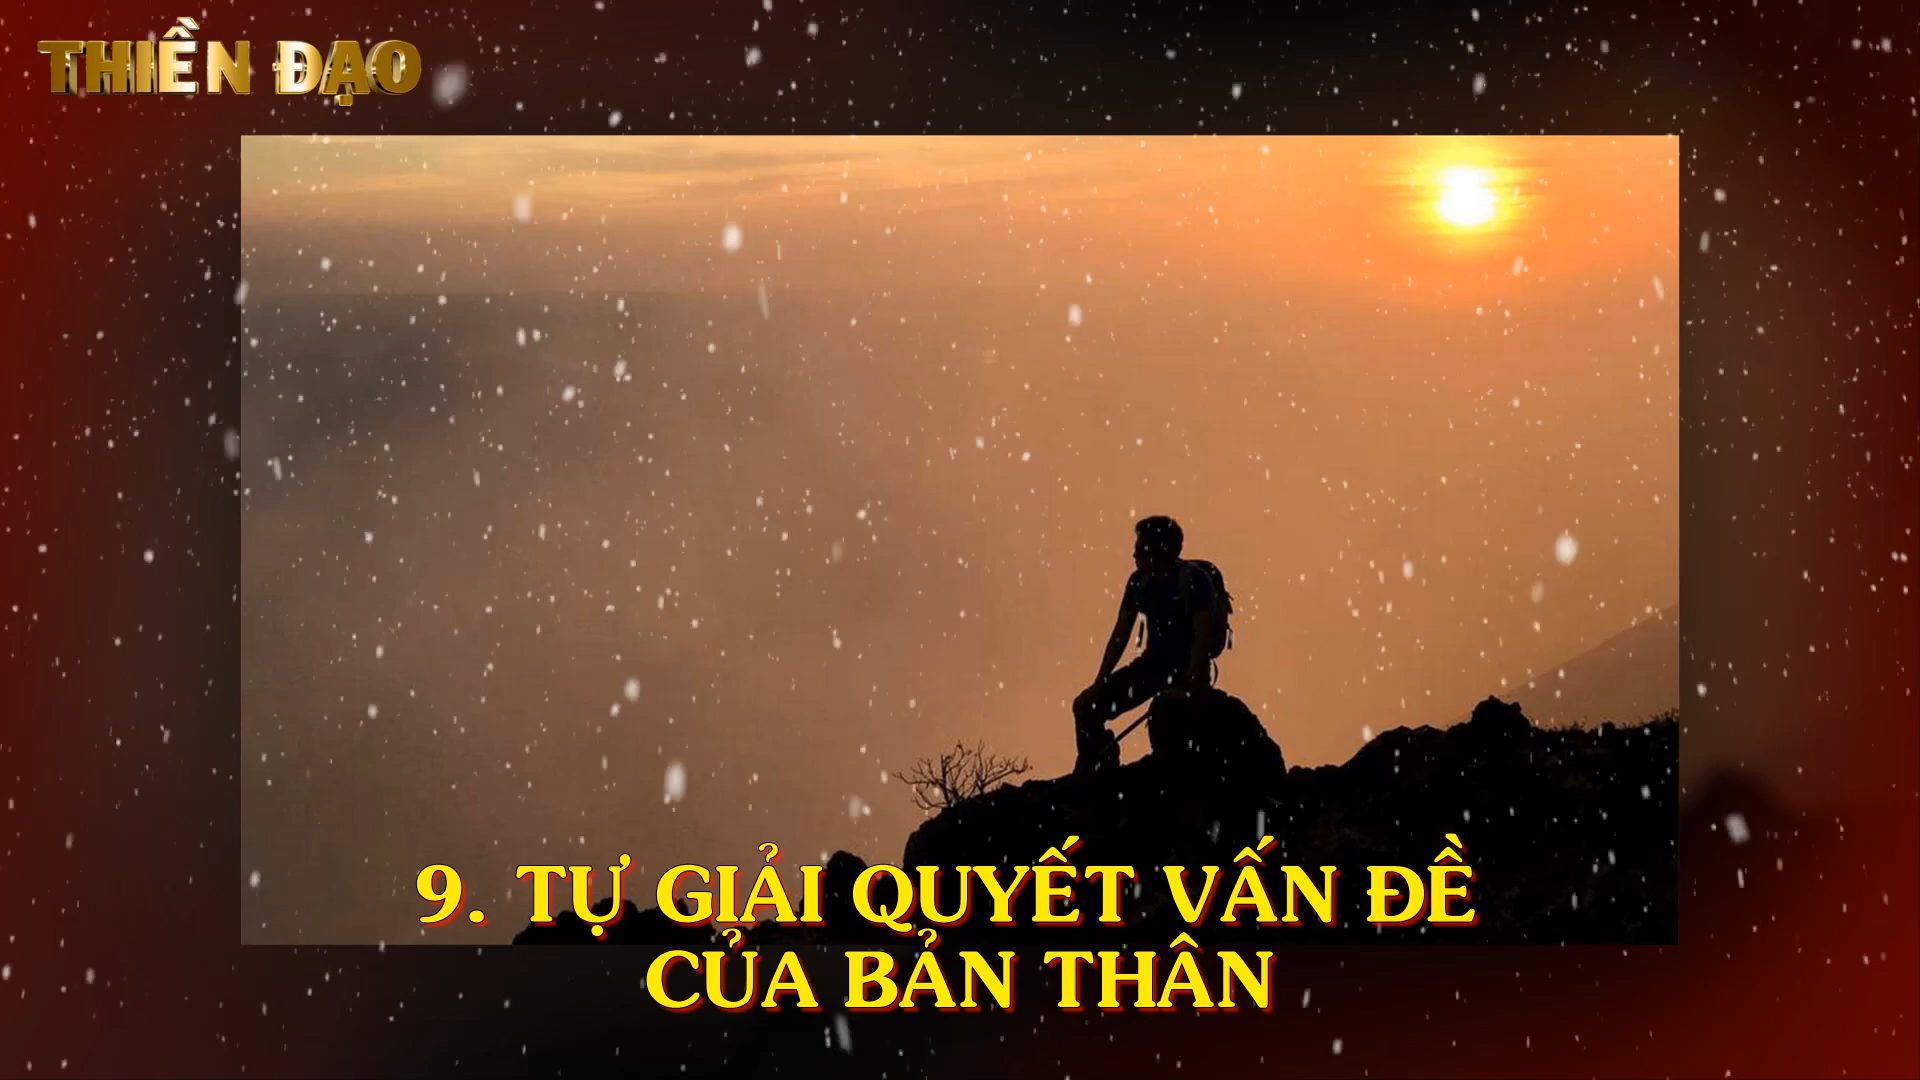 THIỀN ĐẠO
9. TỰ GIẢI QUYẾT VẤN ĐỀ
CỦA BẢN THÂN